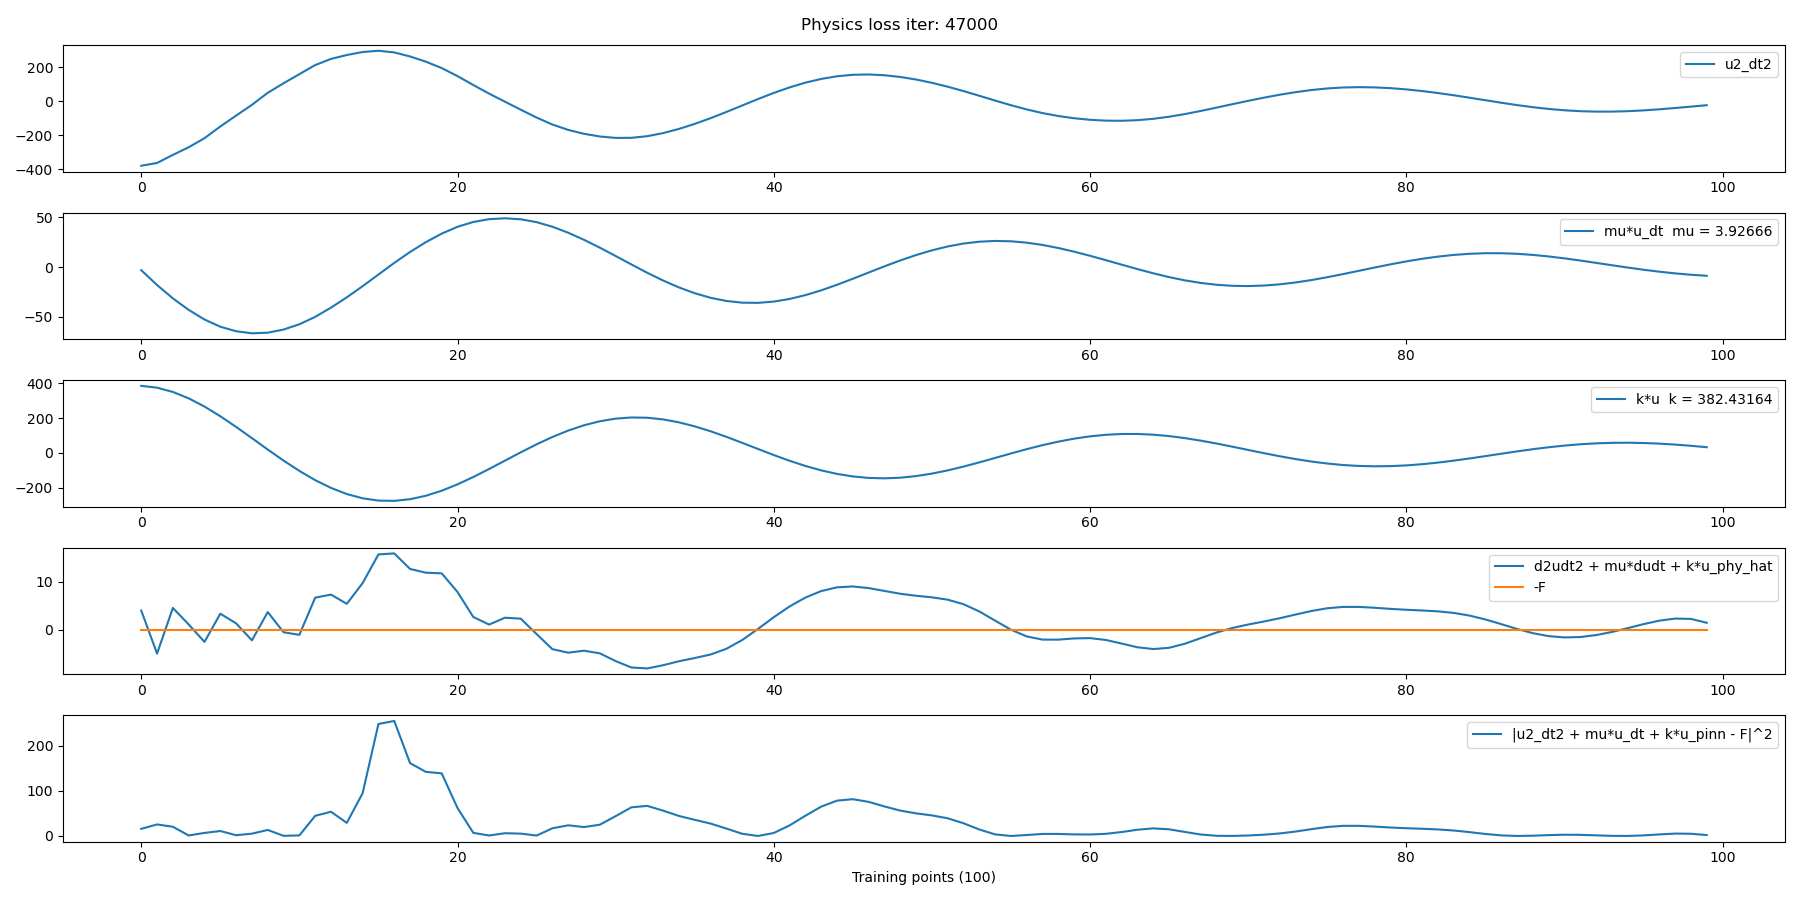 Physics loss iter: 47000
200
0
−200
−400
u2_dt2
0 20 40 60 80 100
50
0
−50
mu*u_dt  mu = 3.92666
0 20 40 60 80 100
400
200
0
−200
k*u  k = 382.43164
0 20 40 60 80 100
10
0
d2udt2 + mu*dudt + k*u_phy_hat
-F
0 20 40 60 80 100
200
100
0
|u2_dt2 + mu*u_dt + k*u_pinn - F|^2
0 20 40 60 80 100
Training points (100)